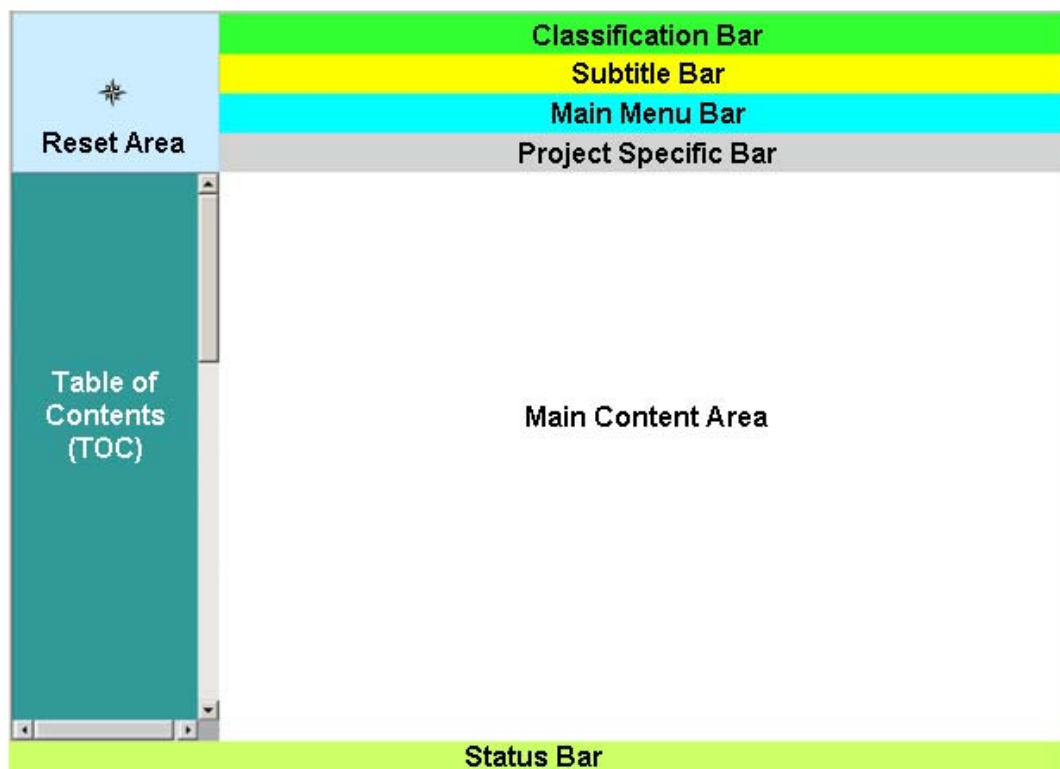 Classification Bar
Subtitle Bar
Main Menu Bar
Reset Area
Project Specific Bar
Table of
Contents
(TOC)
Main Content Area
Status Bar